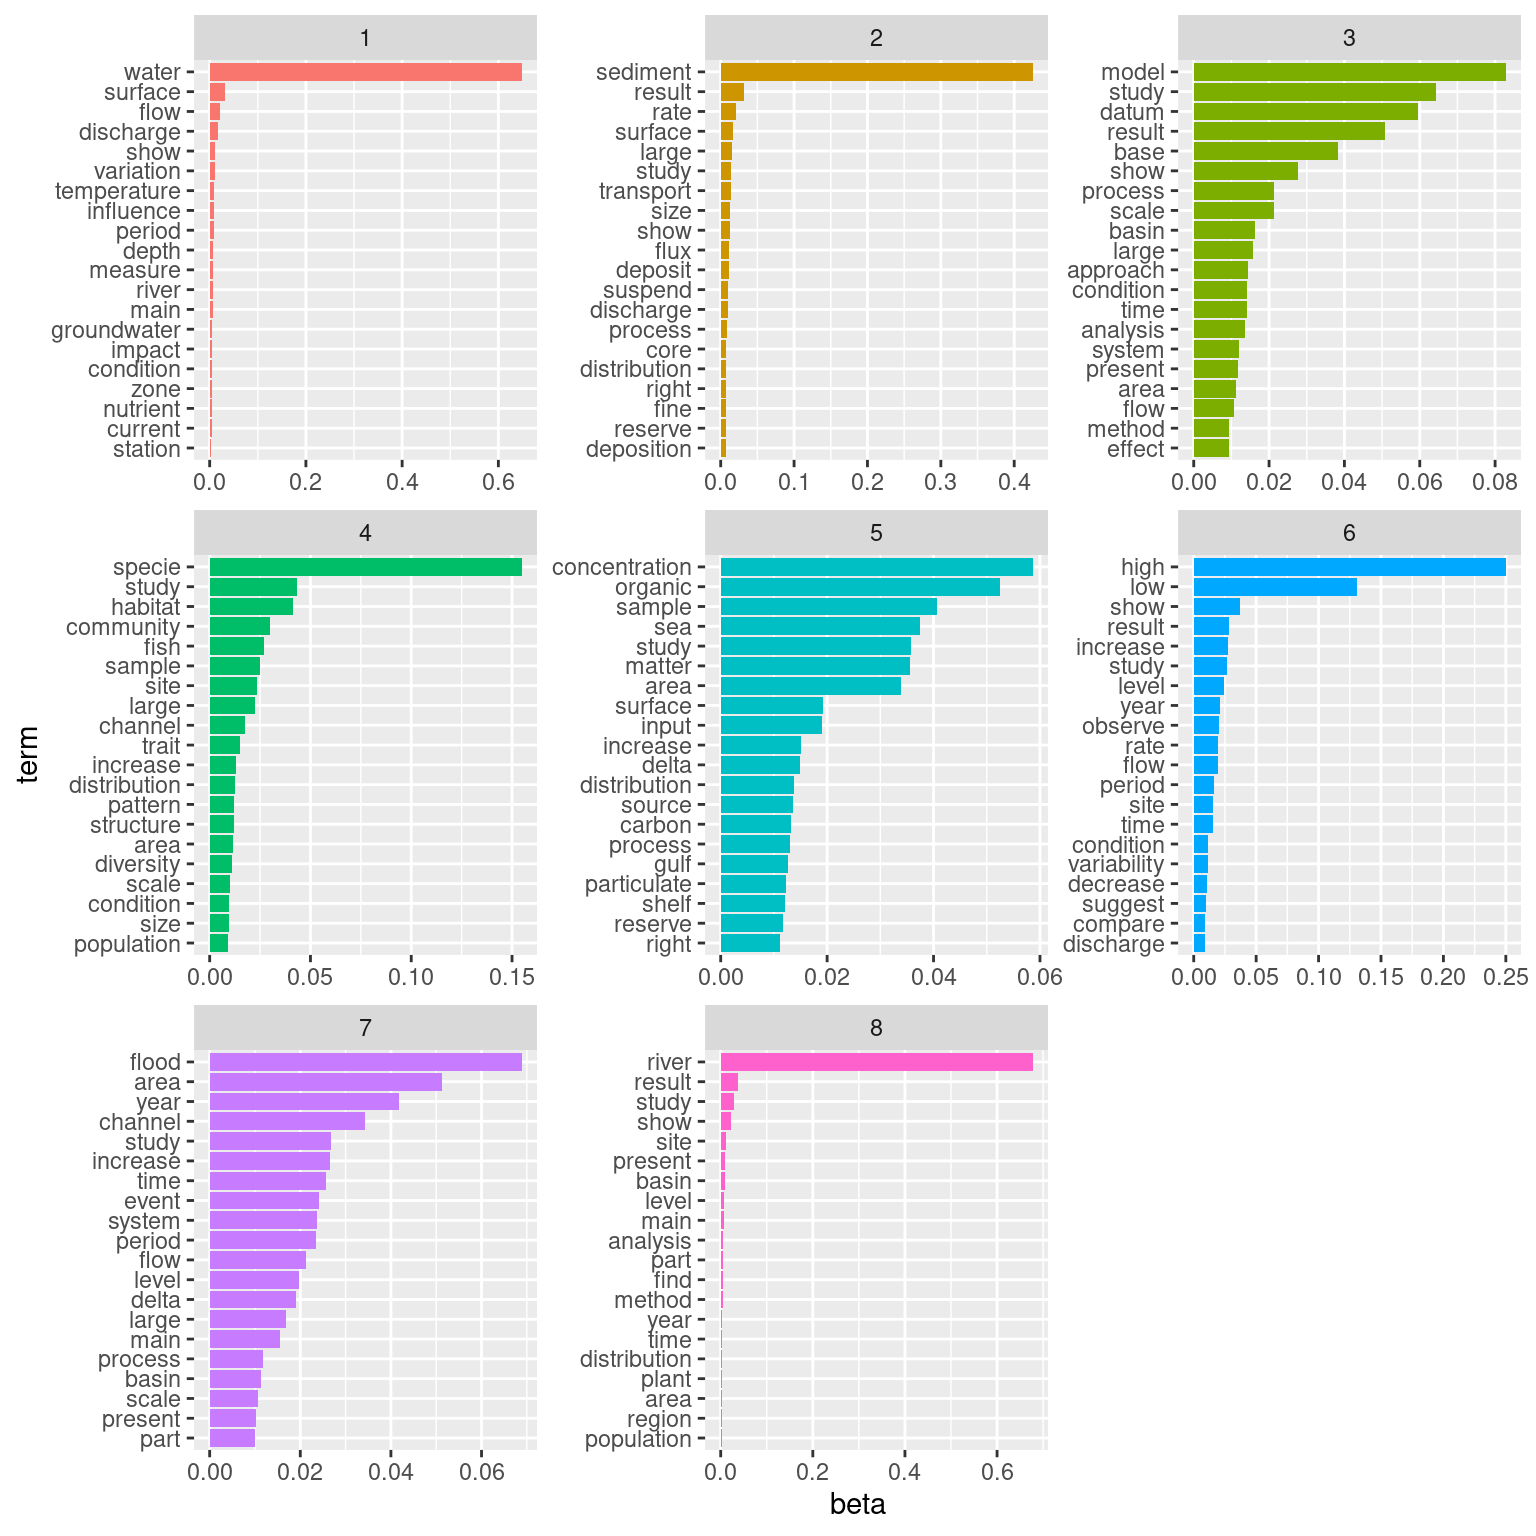 1
water
surface
flow
discharge
show
variation
temperature
influence
period
depth
measure
river
main
groundwater
impact
condition
zone
nutrient
current
station
0.0 0.2 0.4 0.6
2
sediment
result
rate
surface
large
study
transport
size
show
flux
deposit
suspend
discharge
process
core
distribution
right
fine
reserve
deposition
0.0 0.1 0.2 0.3 0.4
3
model
study
datum
result
base
show
process
scale
basin
large
approach
condition
time
analysis
system
present
area
flow
method
effect
0.00 0.02 0.04 0.06 0.08
term
4
specie
study
habitat
community
fish
sample
site
large
channel
trait
increase
distribution
pattern
structure
area
diversity
scale
condition
size
population
0.00 0.05 0.10 0.15
5
concentration
organic
sample
sea
study
matter
area
surface
input
increase
delta
distribution
source
carbon
process
gulf
particulate
shelf
reserve
right
0.00 0.02 0.04 0.06
6
high
low
show
result
increase
study
level
year
observe
rate
flow
period
site
time
condition
variability
decrease
suggest
compare
discharge
0.00 0.05 0.10 0.15 0.20 0.25
7
flood
area
year
channel
study
increase
time
event
system
period
flow
level
delta
large
main
process
basin
scale
present
part
0.00 0.02 0.04 0.06
8
river
result
study
show
site
present
basin
level
main
analysis
part
find
method
year
time
distribution
plant
area
region
population
0.0 0.2 0.4 0.6
beta